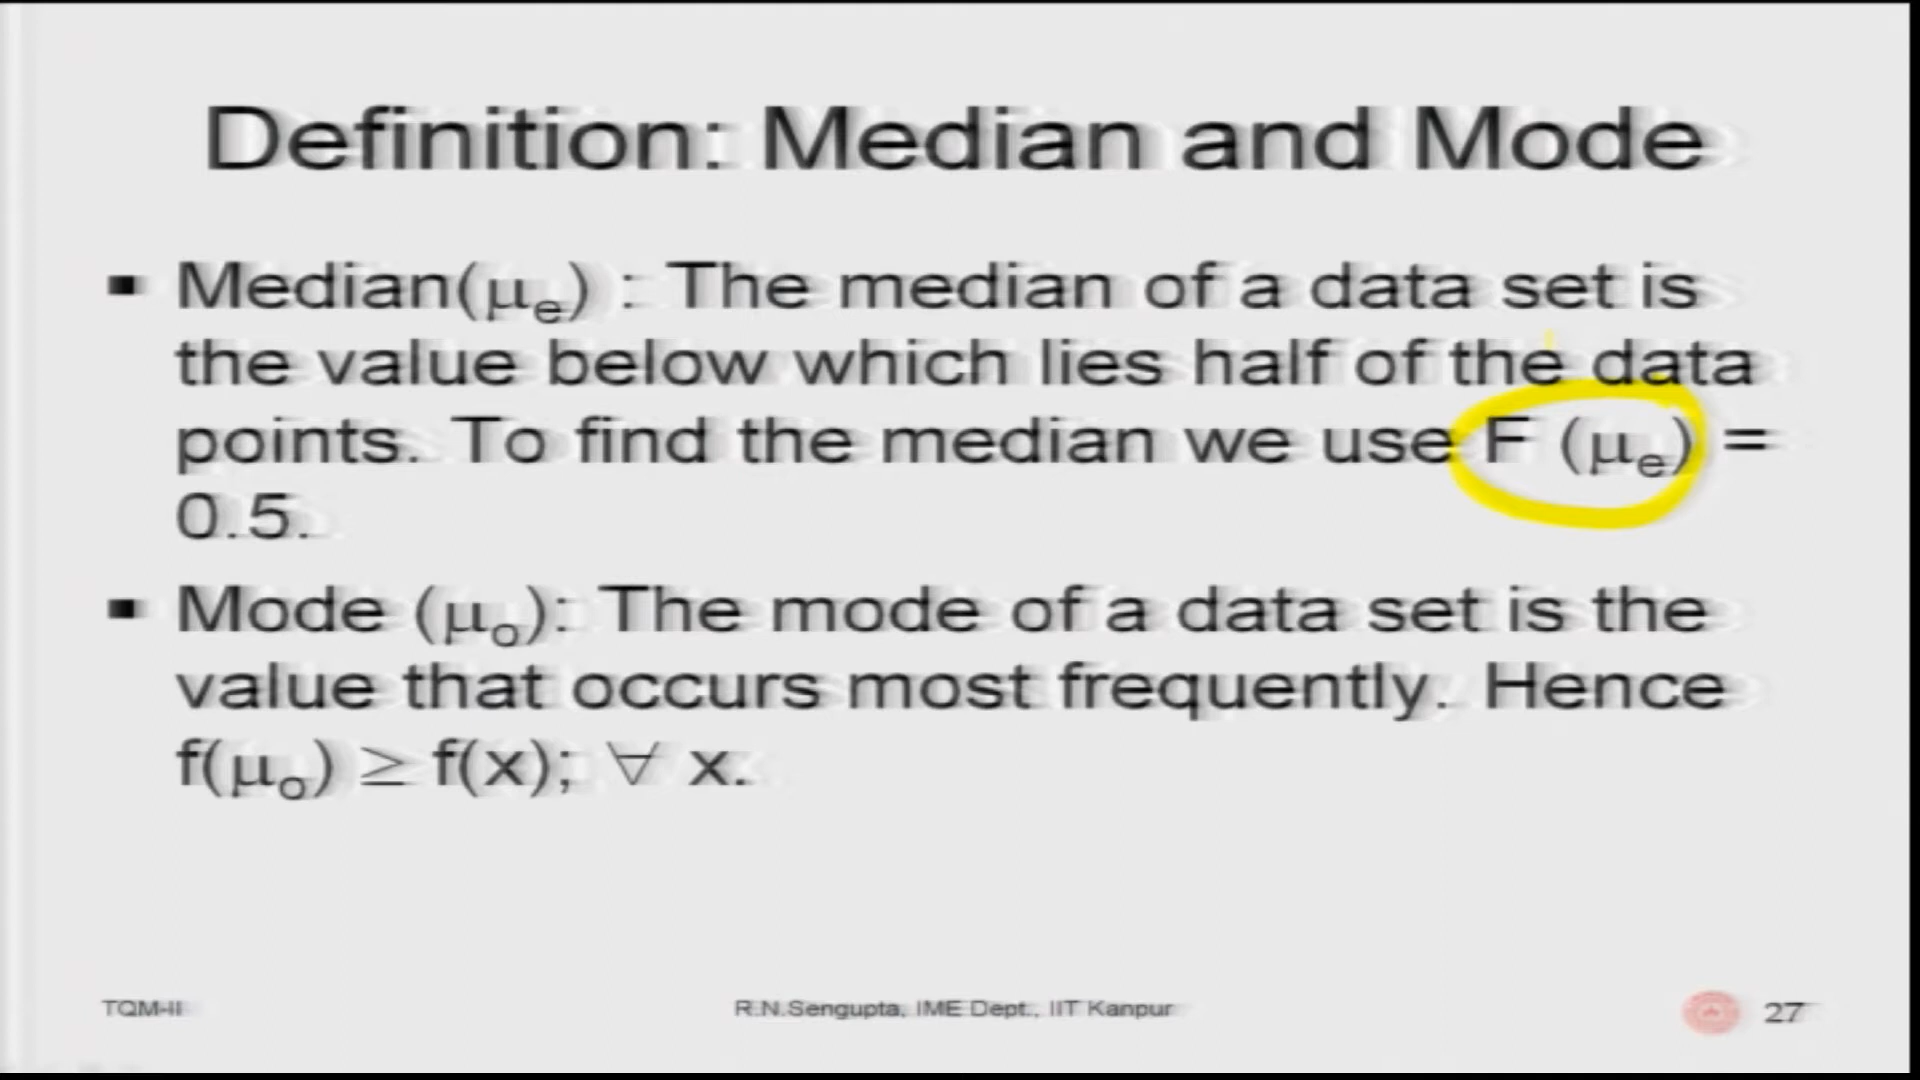 Definition: Median and Mode
▪ Median(μₑ) : The median of a data set is
the value below which lies half of the data
points. To find the median we use F (μₑ) =
0.5.
▪ Mode (μₒ): The mode of a data set is the
value that occurs most frequently. Hence
f(μₒ) ≥ f(x); ∀ x.
TQM-II R.N.Sengupta, IME Dept., IIT Kanpur 27